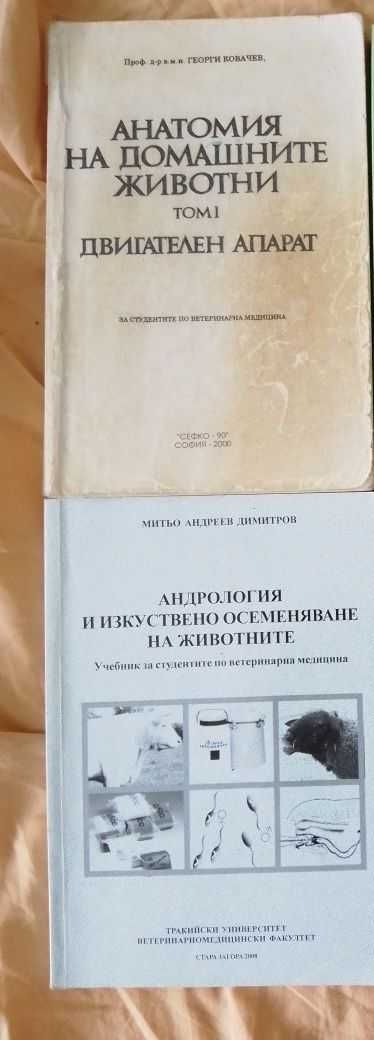 Проф. д-р в.м.н. ГЕОРГИ КОВАЧЕВ,
АНАТОМИЯ
НА ДОМАШНИТЕ
ЖИВОТНИ
ТОМ I
ДВИГАТЕЛЕН АПАРАТ
ЗА СТУДЕНТИТЕ ПО ВЕТЕРИНАРНА МЕДИЦИНА
"СЕФКО - 90"
СОФИЯ - 2000
МИТЬО АНДРЕЕВ ДИМИТРОВ
АНДРОЛОГИЯ
И ИЗКУСТВЕНО ОСЕМЕНЯВАНЕ
НА ЖИВОТНИТЕ
Учебник за студентите по ветеринарна медицина
ТРАКИЙСКИ УНИВЕРСИТЕТ
ВЕТЕРИНАРНОМЕДИЦИНСКИ ФАКУЛТЕТ
СТАРА ЗАГОРА 2008